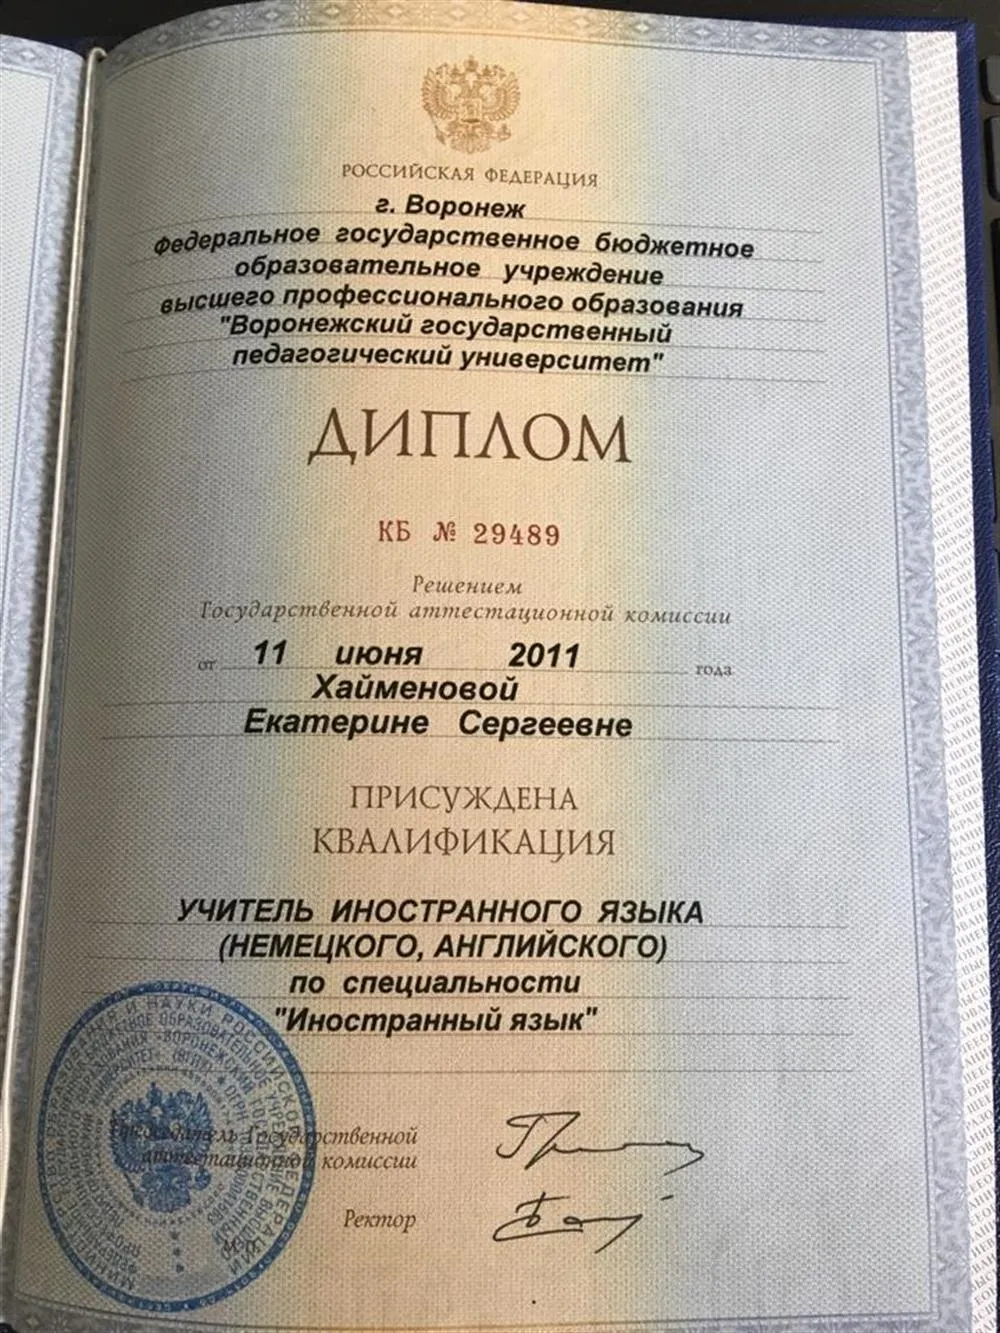 РОССИЙСКАЯ ФЕДЕРАЦИЯ
г. Воронеж
Федеральное государственное бюджетное
образовательное учреждение
высшего профессионального образования
"Воронежский государственный
педагогический университет"
ДИПЛОМ
КБ № 29489
Решением
Государственной аттестационной комиссии
от 11 июня 2011 года
Хайменовой
Екатерине Сергеевне
ПРИСУЖДЕНА
КВАЛИФИКАЦИЯ
УЧИТЕЛЬ ИНОСТРАННОГО ЯЗЫКА
(НЕМЕЦКОГО, АНГЛИЙСКОГО)
по специальности
"Иностранный язык"
Председатель Государственной
аттестационной комиссии
Ректор